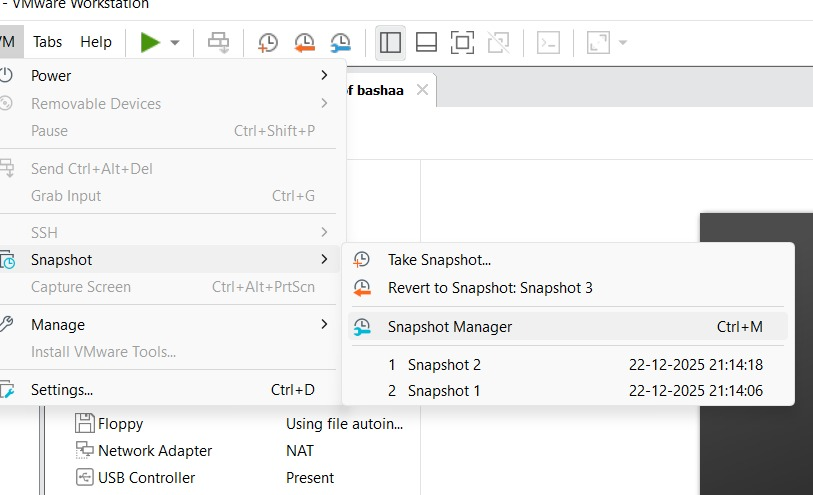 - VMware Workstation
VM Tabs Help
f bashaa
Power
Removable Devices
Pause Ctrl+Shift+P
Send Ctrl+Alt+Del
Grab Input Ctrl+G
SSH
Snapshot
Capture Screen Ctrl+Alt+PrtScn
Manage
Install VMware Tools...
Settings... Ctrl+D
Take Snapshot...
Revert to Snapshot: Snapshot 3
Snapshot Manager Ctrl+M
1 Snapshot 2 22-12-2025 21:14:18
2 Snapshot 1 22-12-2025 21:14:06
Floppy Using file autoin...
Network Adapter NAT
USB Controller Present